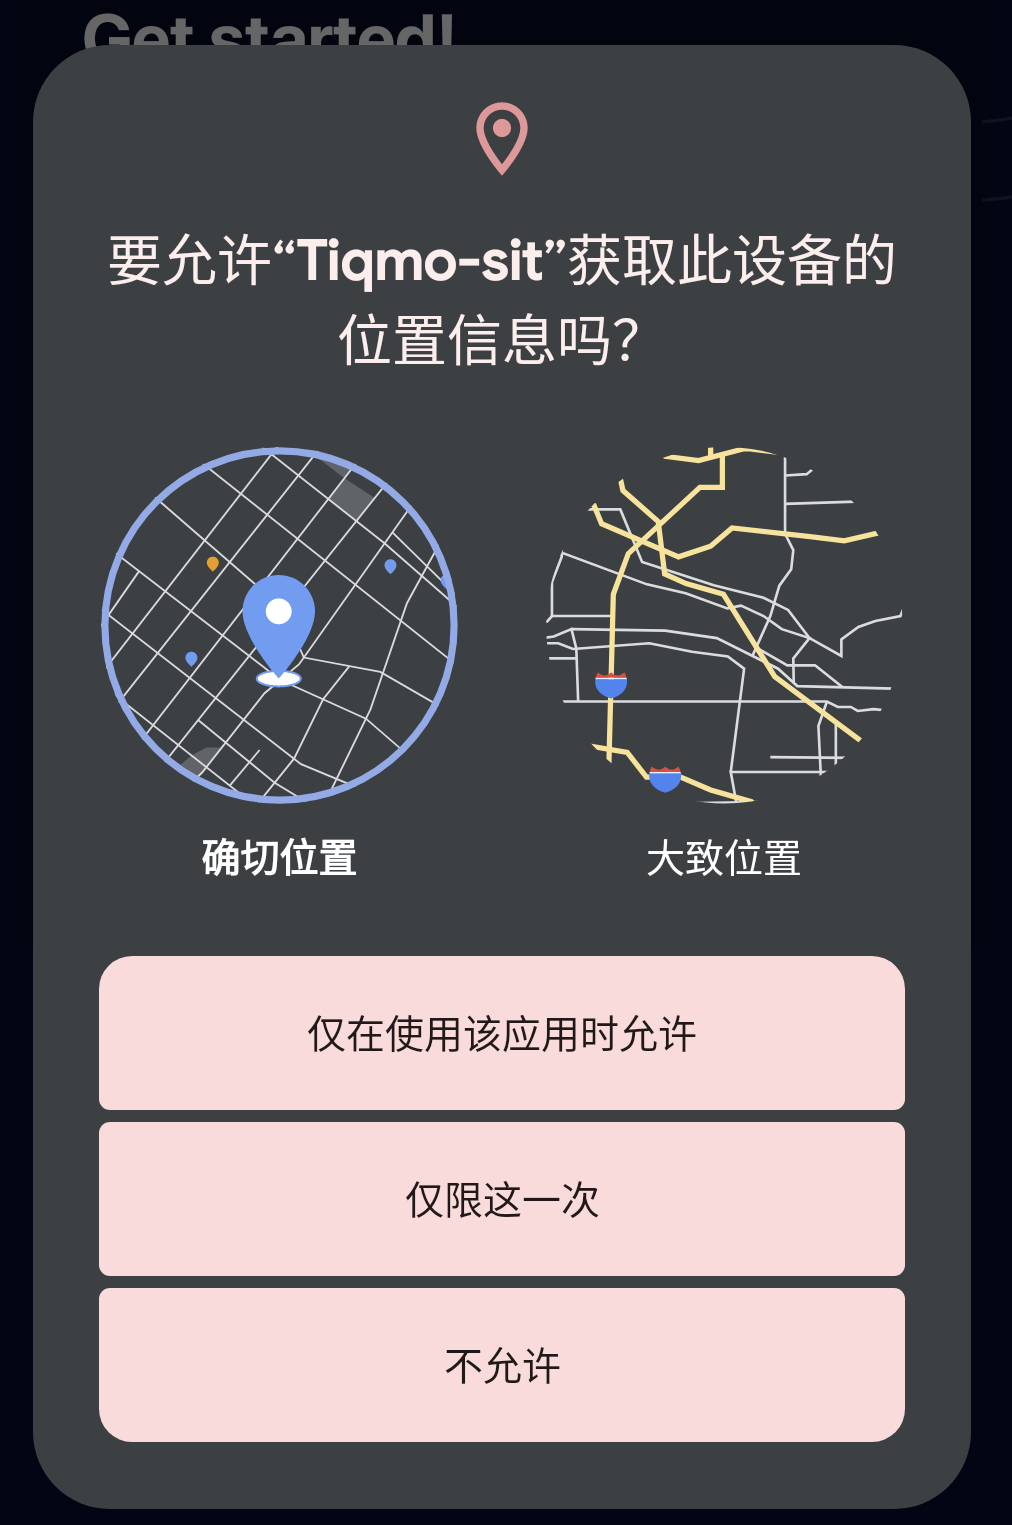 Get started!
要允许“Tiqmo-sit”获取此设备的
位置信息吗？
确切位置
大致位置
仅在使用该应用时允许
仅限这一次
不允许